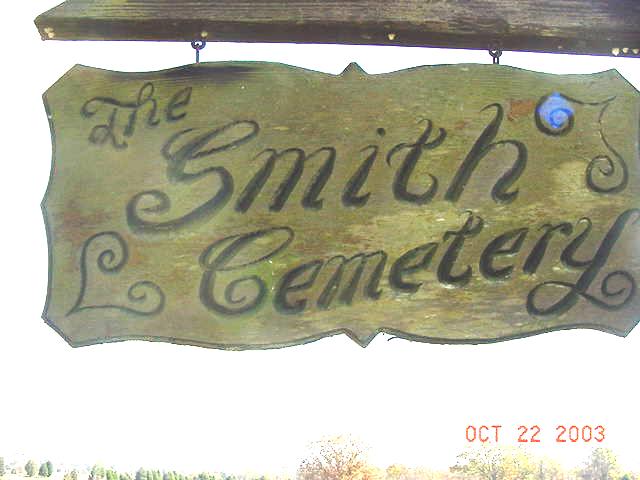 The
Smith
Cemetery
OCT 22 2003